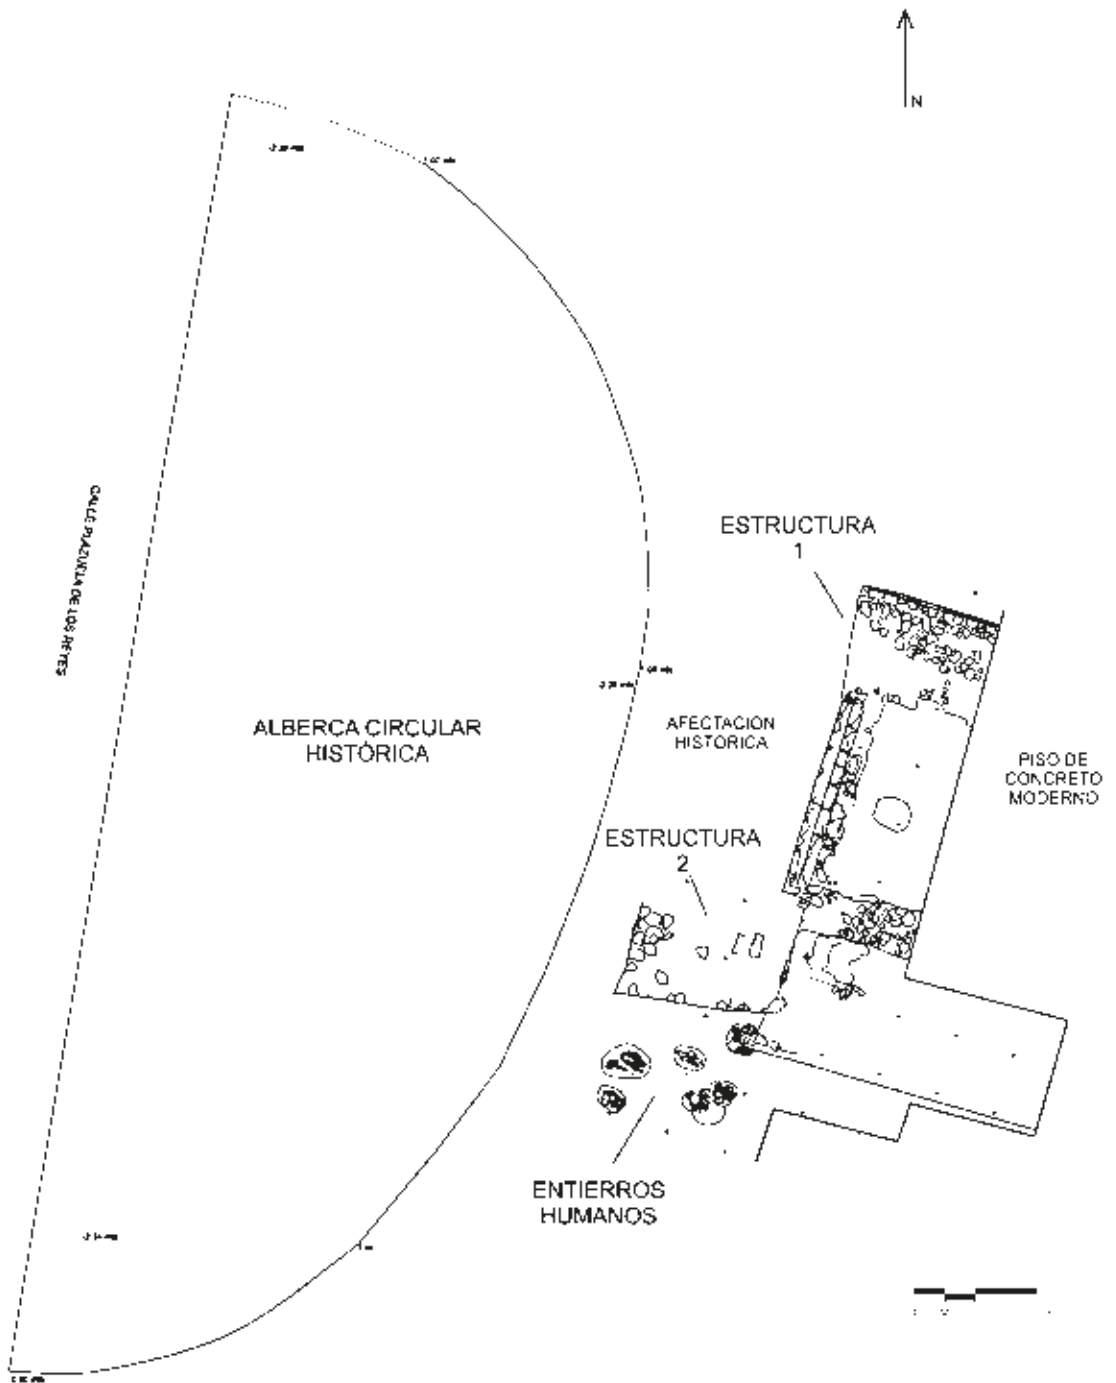 N
CALLE PLAZUELA DE LOS REYES
ESTRUCTURA
1
ALBERCA CIRCULAR
HISTÓRICA
AFECTACION
HISTÓRICA
PISO DE
CONCRETO
MODERNO
ESTRUCTURA
2
ENTIERROS
HUMANOS